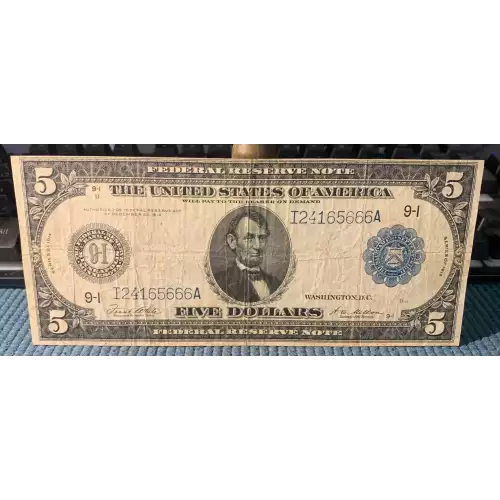 FEDERAL RESERVE NOTE
5 5
9-I
THE UNITED STATES OF AMERICA
WILL PAY TO THE BEARER ON DEMAND
I24165666A 9-I
9-I
9-I I24165666A
WASHINGTON, D.C.
FIVE DOLLARS
5 5
FEDERAL RESERVE NOTE